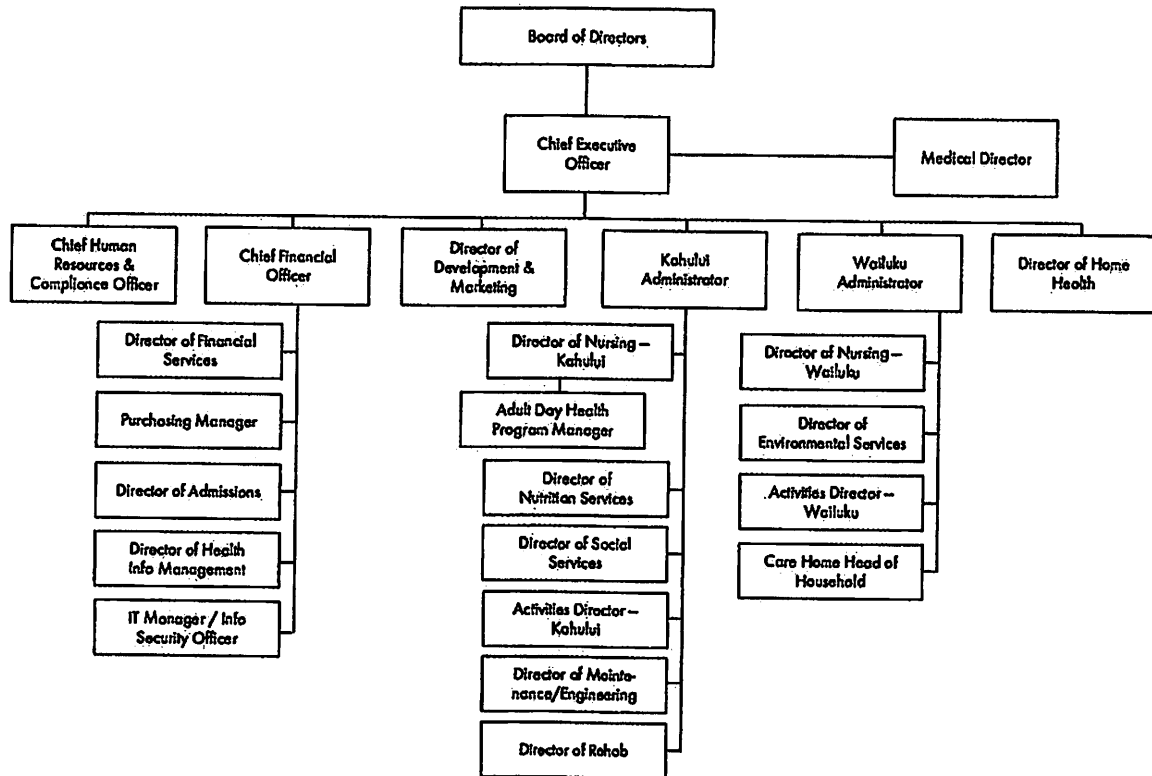 Board of Directors
Chief Executive
Officer
Medical Director
Chief Human
Resources &
Compliance Officer
Chief Financial
Officer
Director of
Development &
Marketing
Kahului
Administrator
Wailuku
Administrator
Director of Home
Health
Director of Financial
Services
Purchasing Manager
Director of Admissions
Director of Health
Info Management
IT Manager / Info
Security Officer
Director of Nursing –
Kahului
Adult Day Health
Program Manager
Director of
Nutrition Services
Director of Social
Services
Activities Director –
Kahului
Director of Mainte-
nance/Engineering
Director of Rehab
Director of Nursing –
Wailuku
Director of
Environmental Services
Activities Director –
Wailuku
Care Home Head of
Household